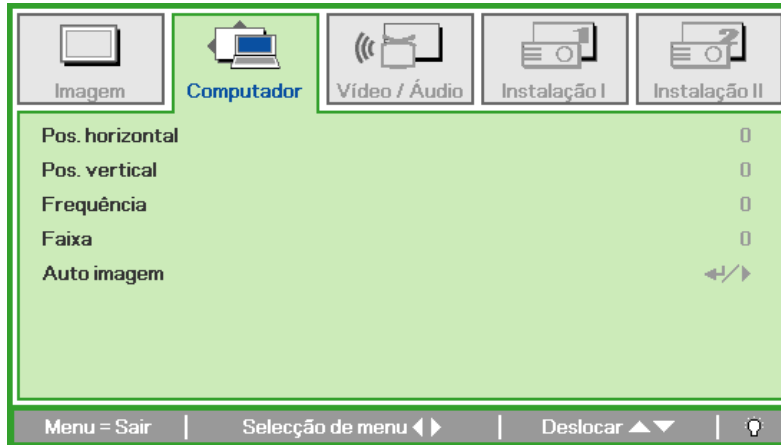 Imagem Computador Vídeo / Áudio Instalação I Instalação II
Pos. horizontal 0
Pos. vertical 0
Frequência 0
Faixa 0
Auto imagem
Menu = Sair Selecção de menu Deslocar